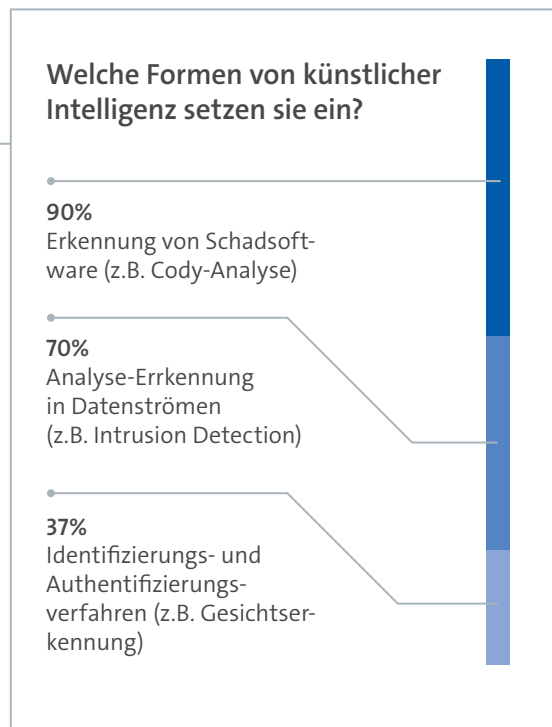 Welche Formen von künstlicher
Intelligenz setzen sie ein?
90%
Erkennung von Schadsoft-
ware (z.B. Cody-Analyse)
70%
Analyse-Errkennung
in Datenströmen
(z.B. Intrusion Detection)
37%
Identifizierungs- und
Authentifizierungs-
verfahren (z.B. Gesichtser-
kennung)